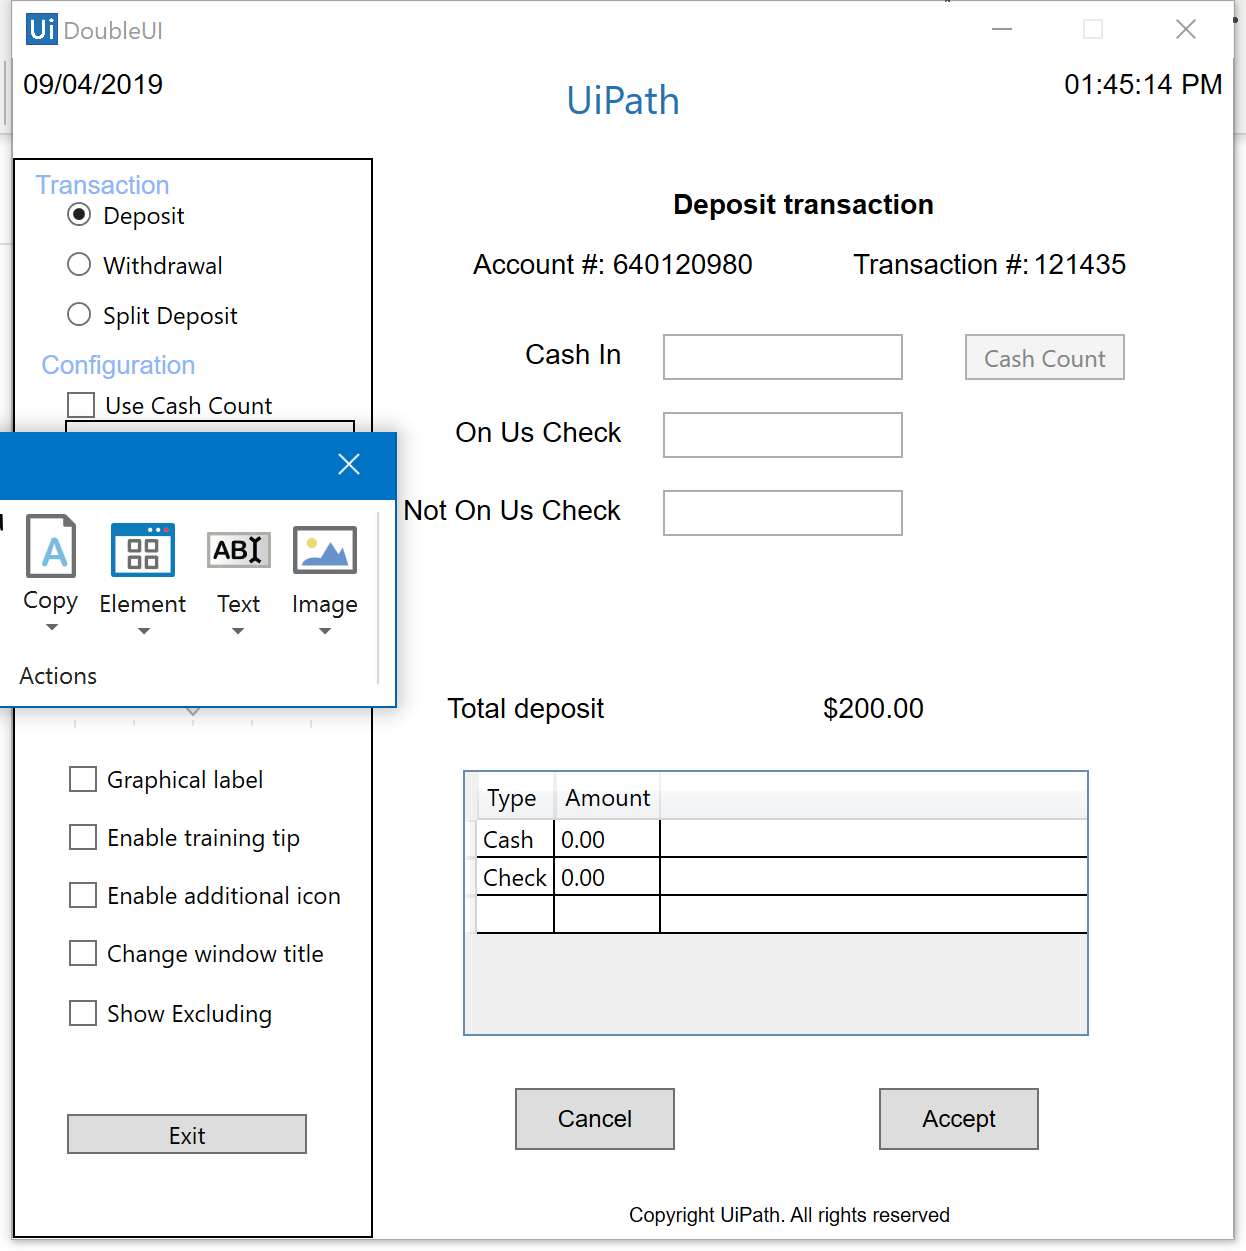 Ui DoubleUI
09/04/2019
01:45:14 PM
UiPath
Transaction
Deposit
Withdrawal
Split Deposit
Configuration
Use Cash Count
Copy
Element
ABI
Text
Image
Actions
Graphical label
Enable training tip
Enable additional icon
Change window title
Show Excluding
Exit
Deposit transaction
Account #: 640120980
Transaction #: 121435
Cash In
Cash Count
On Us Check
Not On Us Check
Total deposit
$200.00
Type Amount
Cash 0.00
Check 0.00
Cancel
Accept
Copyright UiPath. All rights reserved